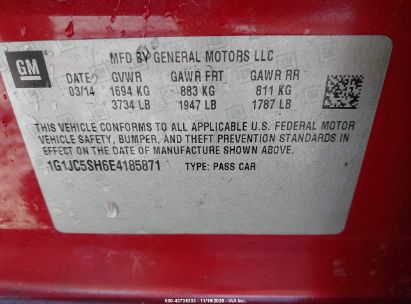 GM
MFD BY GENERAL MOTORS LLC
DATE GVWR GAWR FRT GAWR RR
03/14 1694 KG 883 KG 811 KG
3734 LB 1947 LB 1787 LB
THIS VEHICLE CONFORMS TO ALL APPLICABLE U.S. FEDERAL MOTOR
VEHICLE SAFETY, BUMPER, AND THEFT PREVENTION STANDARDS IN
EFFECT ON THE DATE OF MANUFACTURE SHOWN ABOVE.
1G1JC5SH6E4185871 TYPE: PASS CAR